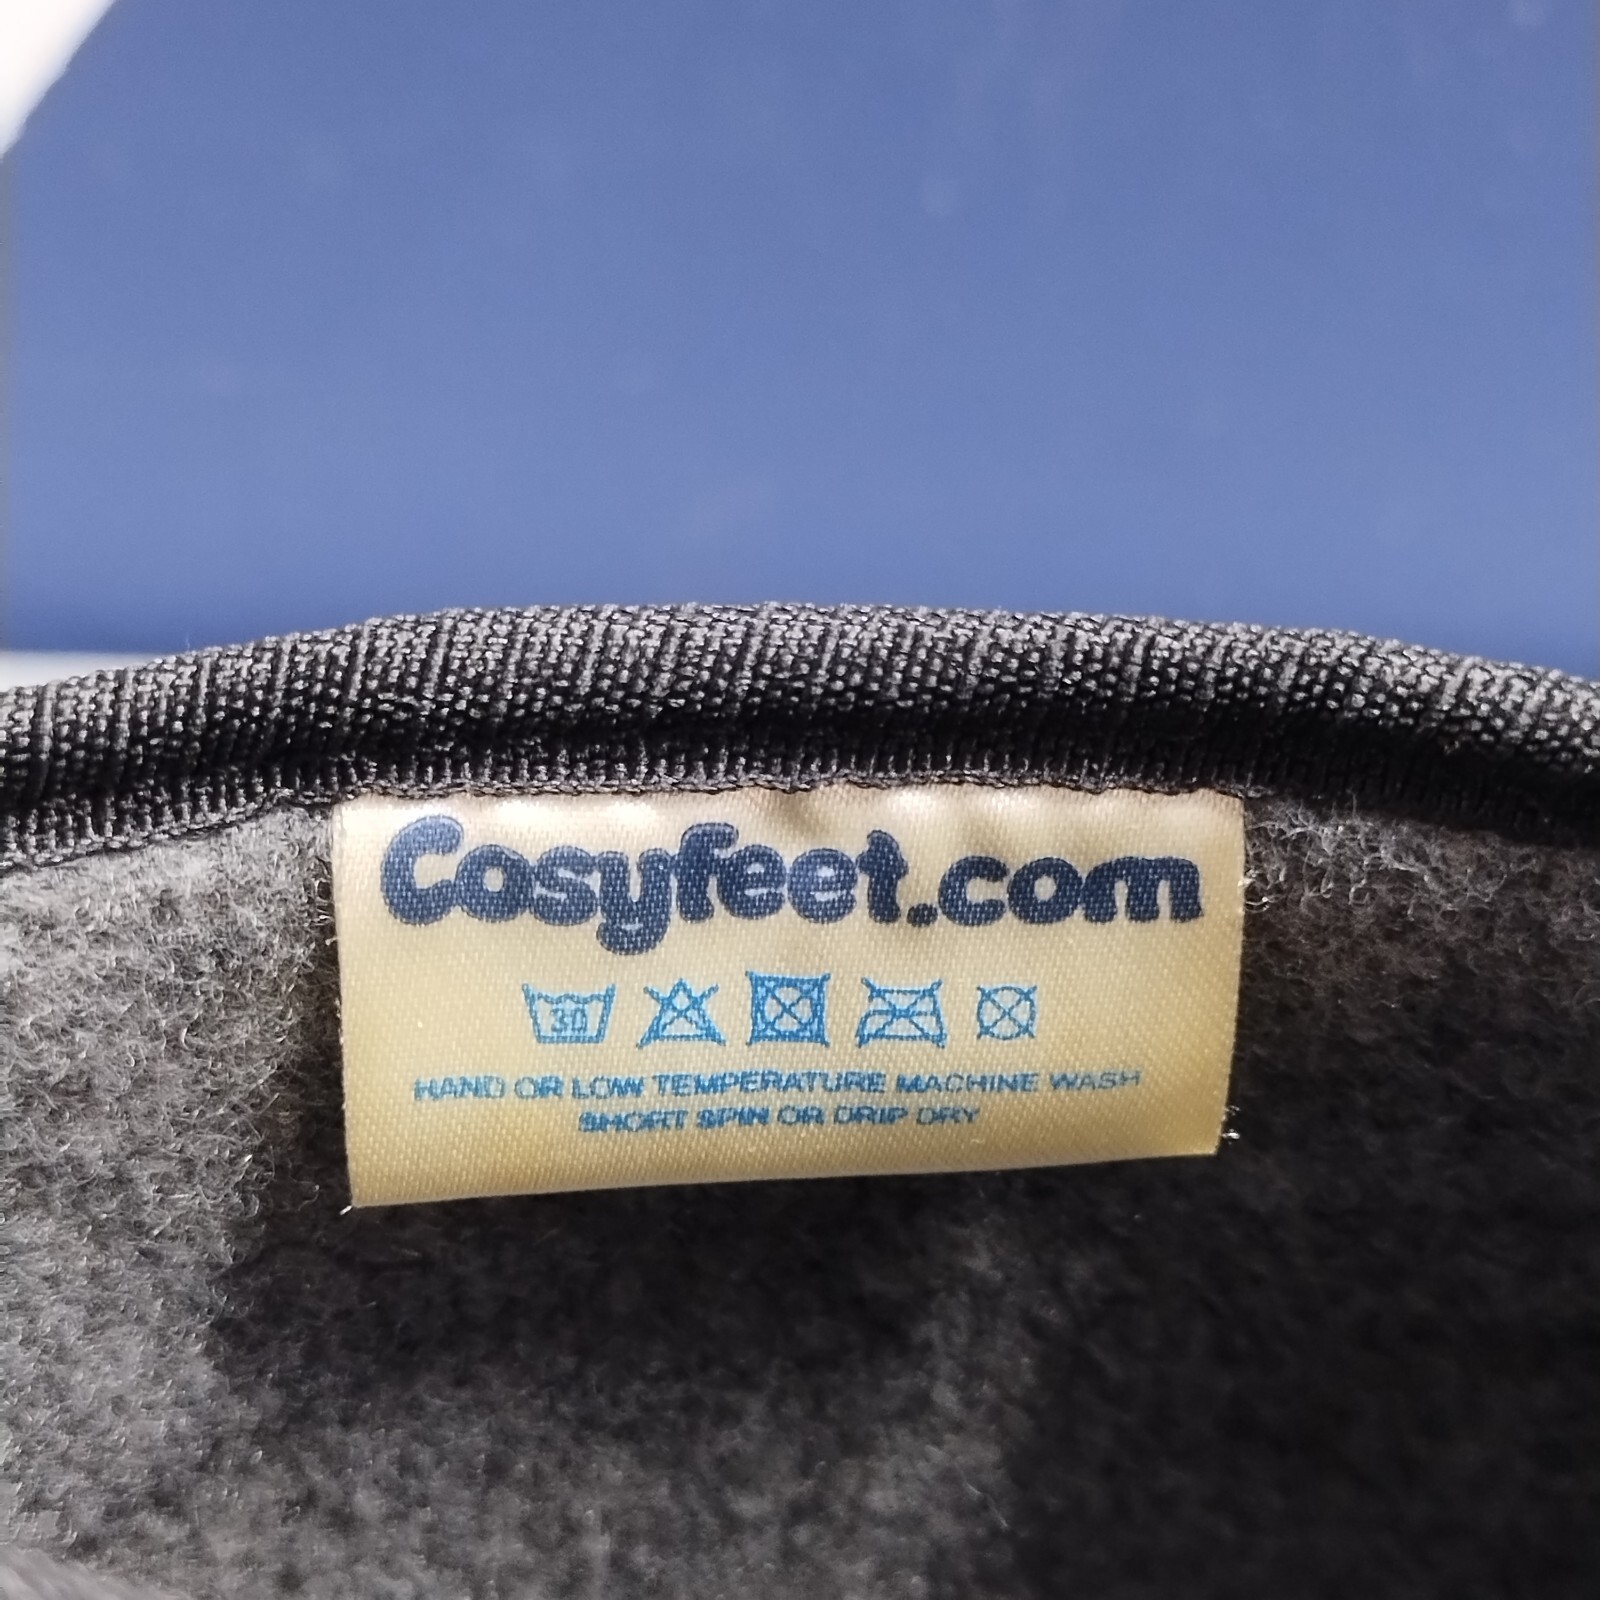 Cosyfeet.com
30
HAND OR LOW TEMPERATURE MACHINE WASH
SHORT SPIN OR DRIP DRY